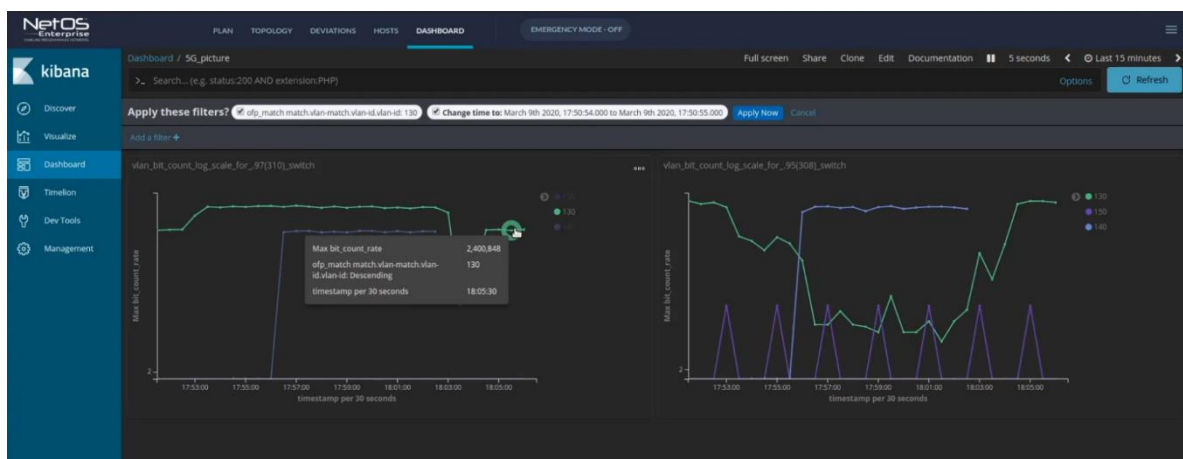 NetOS
Enterprise
PLAN TOPOLOGY DEVIATIONS HOSTS DASHBOARD EMERGENCY MODE - OFF
kibana
Discover
Visualize
Dashboard
Timelion
Dev Tools
Management
Dashboard / 5G_picture
Full screen Share Clone Edit Documentation 5 seconds Last 15 minutes
>_ Search... (e.g. status:200 AND extension:PHP) Options Refresh
Apply these filters? ofp_match match.vlan-match.vlan-id.vlan-id: 130 Change time to: March 9th 2020, 17:50:54.000 to March 9th 2020, 17:50:55.000 Apply Now Cancel
Add a filter +
vlan_bit_count_log_scale_for_.97(310)_switch
Max bit_count_rate
2
130
Max bit_count_rate 2,400,848
ofp_match match.vlan-match.vlan-id.vlan-id: Descending 130
timestamp per 30 seconds 18:05:30
17:53:00 17:55:00 17:57:00 17:59:00 18:01:00 18:03:00 18:05:00
timestamp per 30 seconds
vlan_bit_count_log_scale_for_.95(308)_switch
Max bit_count_rate
2
130
150
140
17:53:00 17:55:00 17:57:00 17:59:00 18:01:00 18:03:00 18:05:00
timestamp per 30 seconds